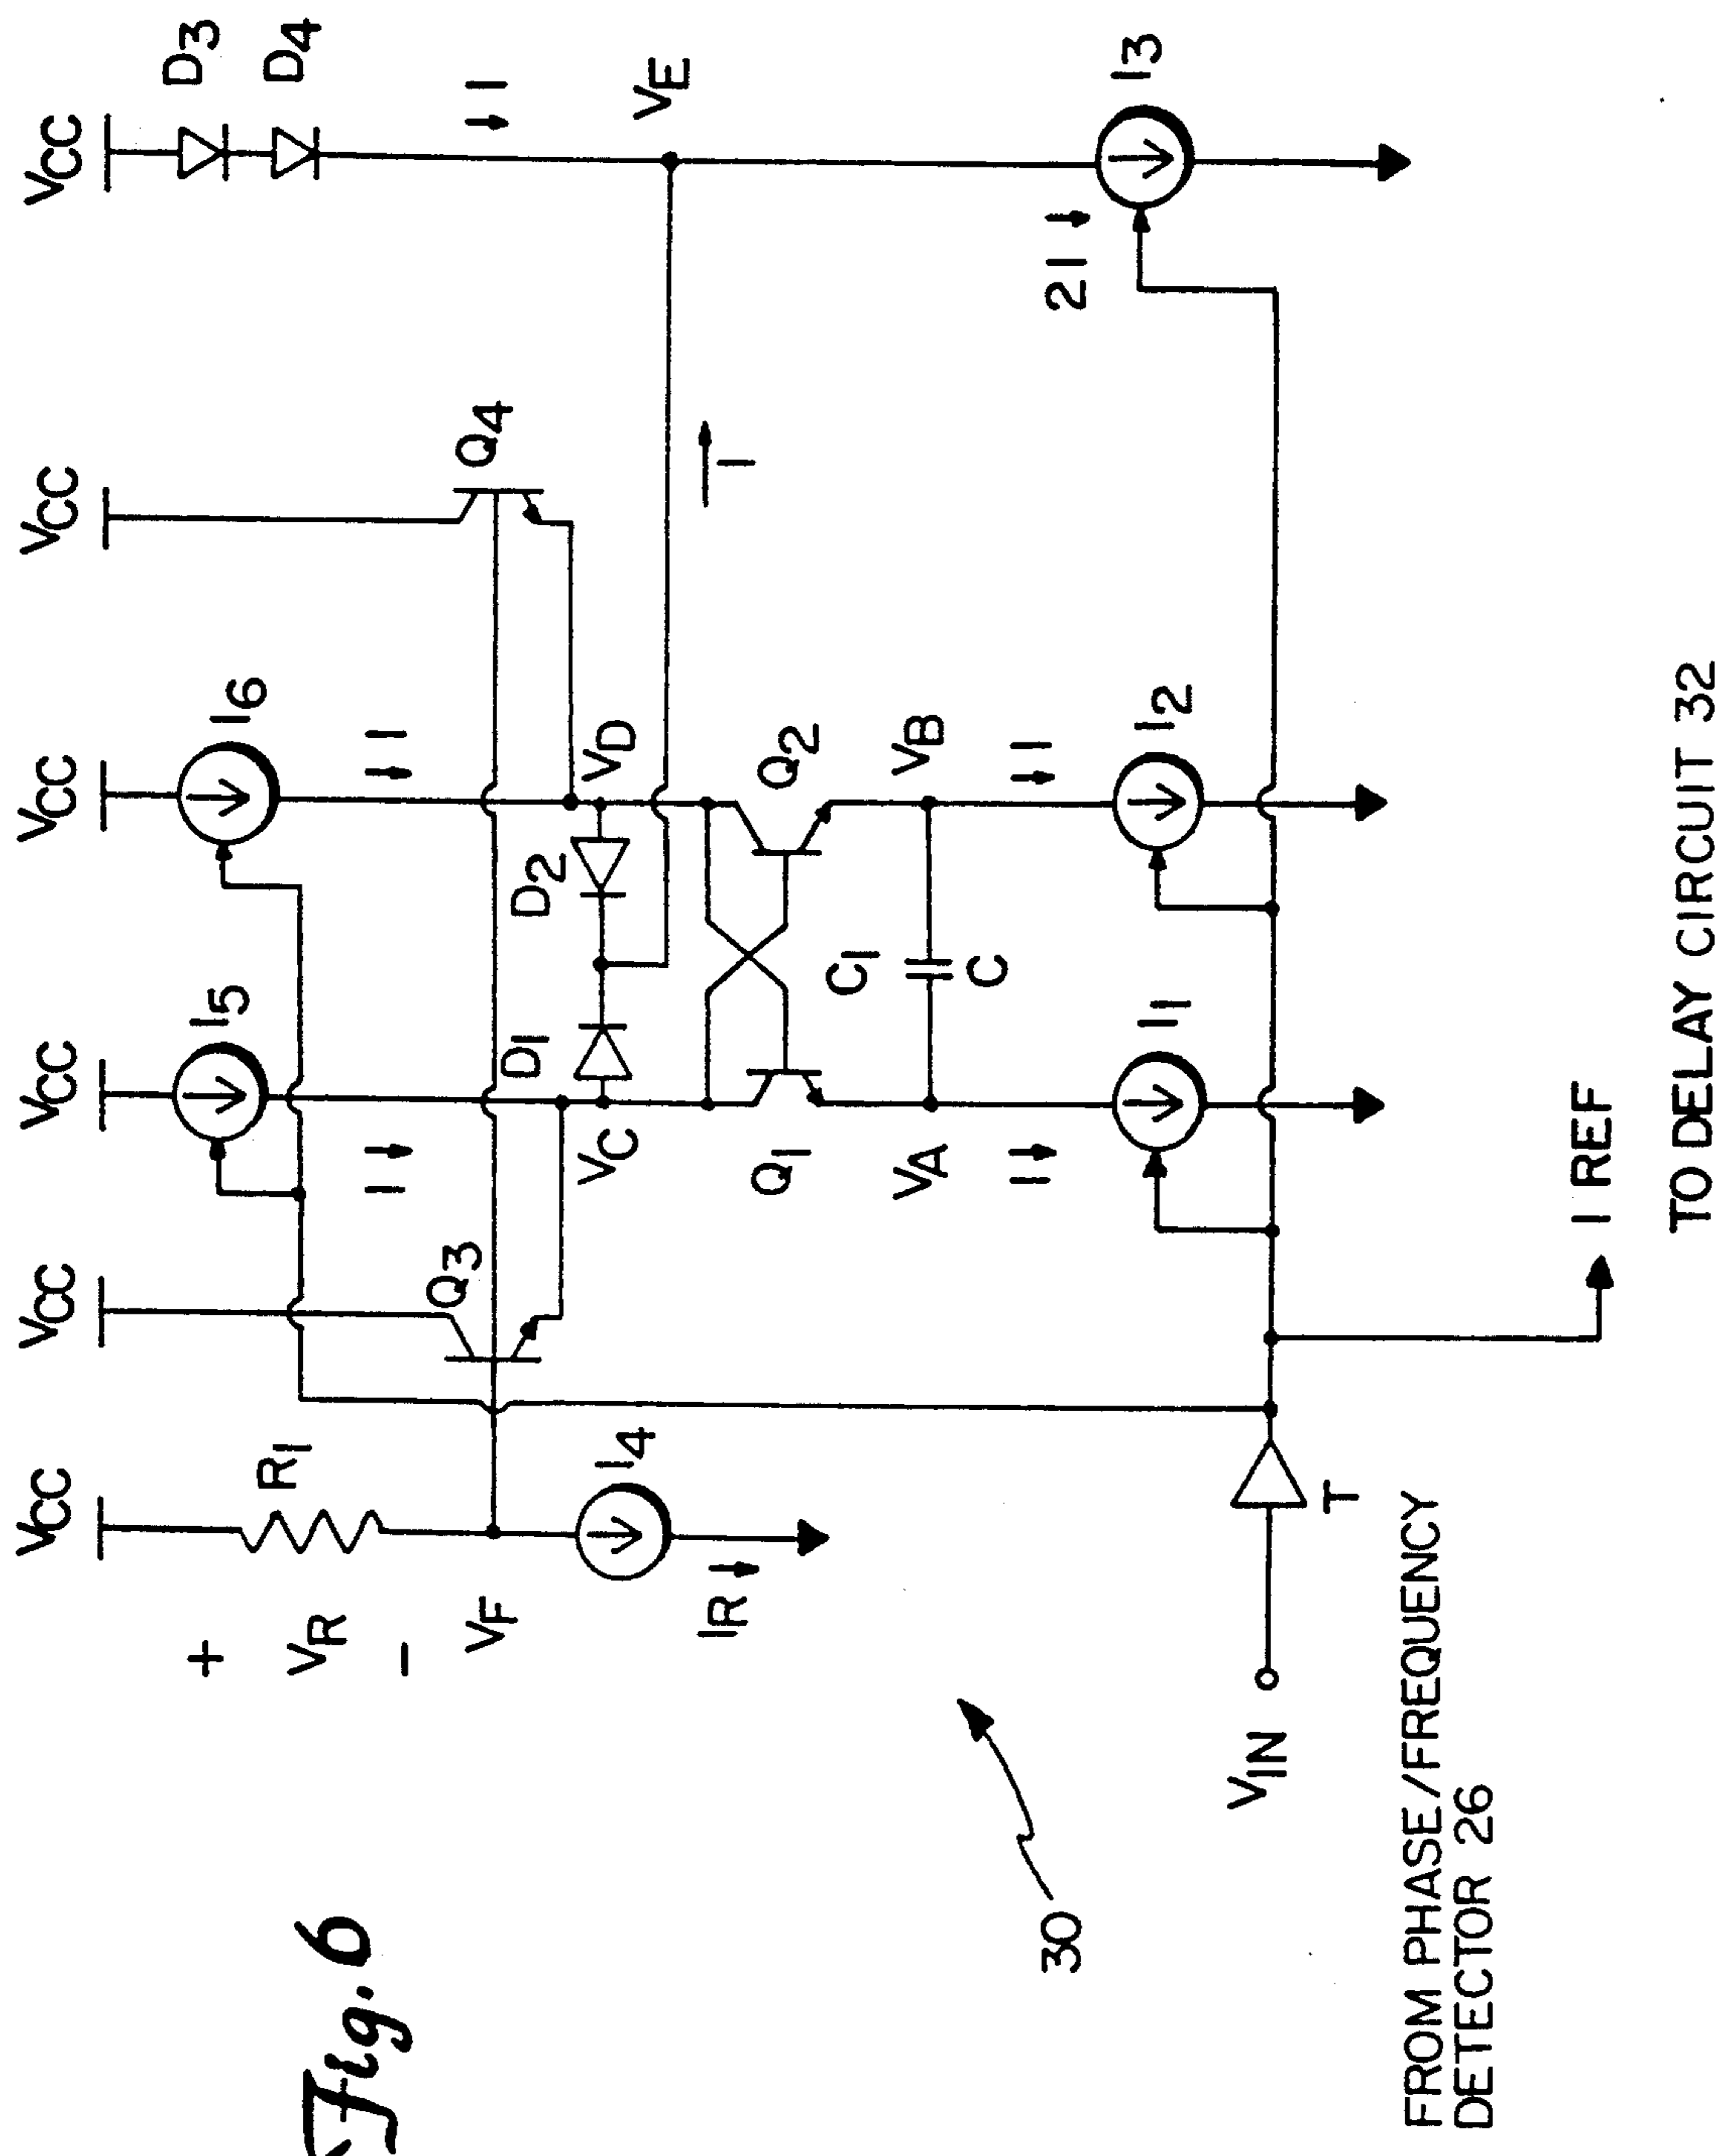 Fig. 6
VCC VCC VCC VCC VCC VCC
D3
D4
+
VR
−
R1
I5
I6
Q3
Q4
I
I
I
VF
I4
IR
VC
D1
D2
VD
VE
I
Q1
Q2
C1
C
VA
VB
I
I
2I
I1
I2
I3
30
VIN
T
I REF
FROM PHASE/FREQUENCY
DETECTOR 26
TO DELAY CIRCUIT 32